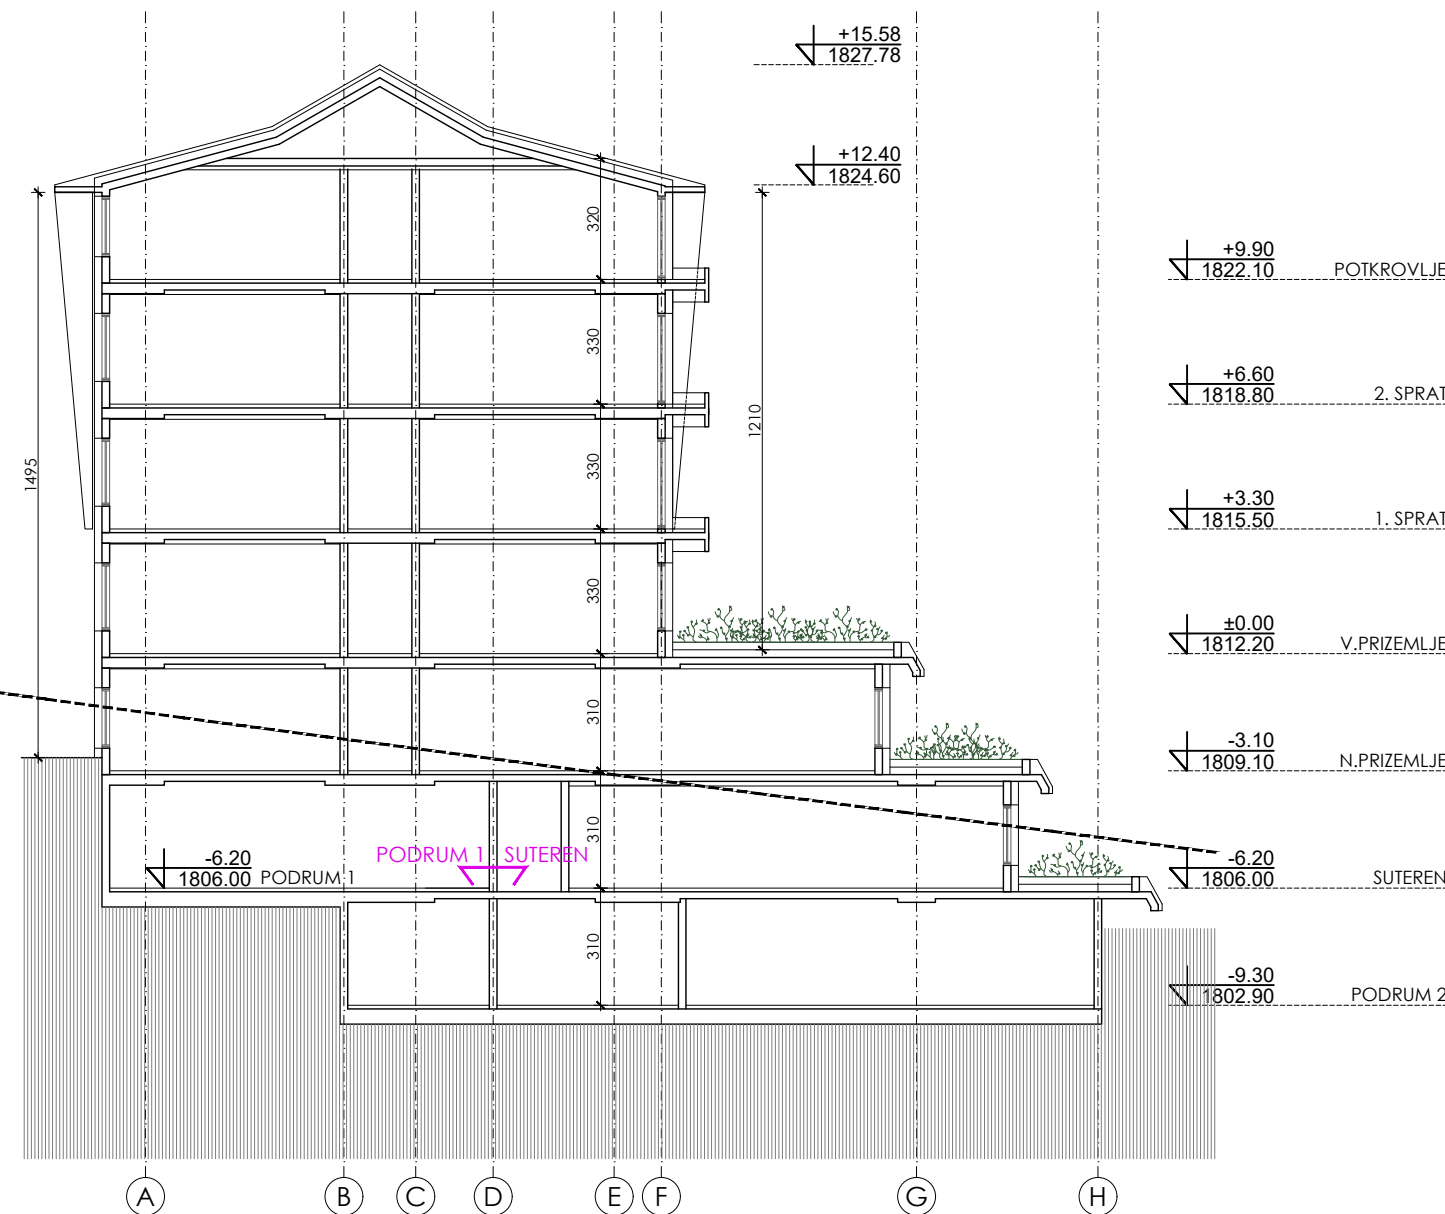 +15.58
1827.78
+12.40
1824.60
320
+9.90
1822.10 POTKROVLJE
330
+6.60
1818.80 2. SPRAT
1210
1495
330
+3.30
1815.50 1. SPRAT
330
±0.00
1812.20 V.PRIZEMLJE
310
-3.10
1809.10 N.PRIZEMLJE
310
PODRUM 1 SUTEREN
-6.20
1806.00 PODRUM 1
-6.20
1806.00 SUTEREN
310
-9.30
1802.90 PODRUM 2
A B C D E F G H